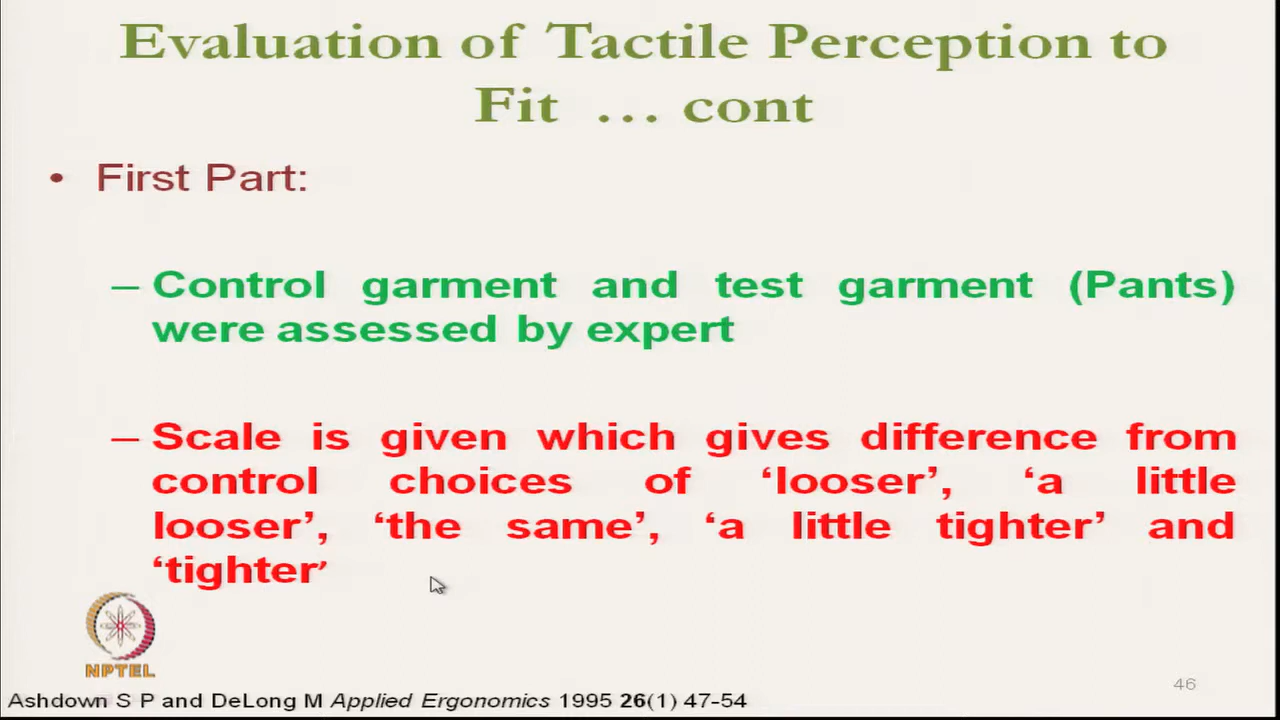 Evaluation of Tactile Perception to
Fit ... cont
• First Part:
– Control garment and test garment (Pants)
were assessed by expert
– Scale is given which gives difference from
control choices of ‘looser’, ‘a little
looser’, ‘the same’, ‘a little tighter’ and
‘tighter’
NPTEL
46
Ashdown S P and DeLong M Applied Ergonomics 1995 26(1) 47-54